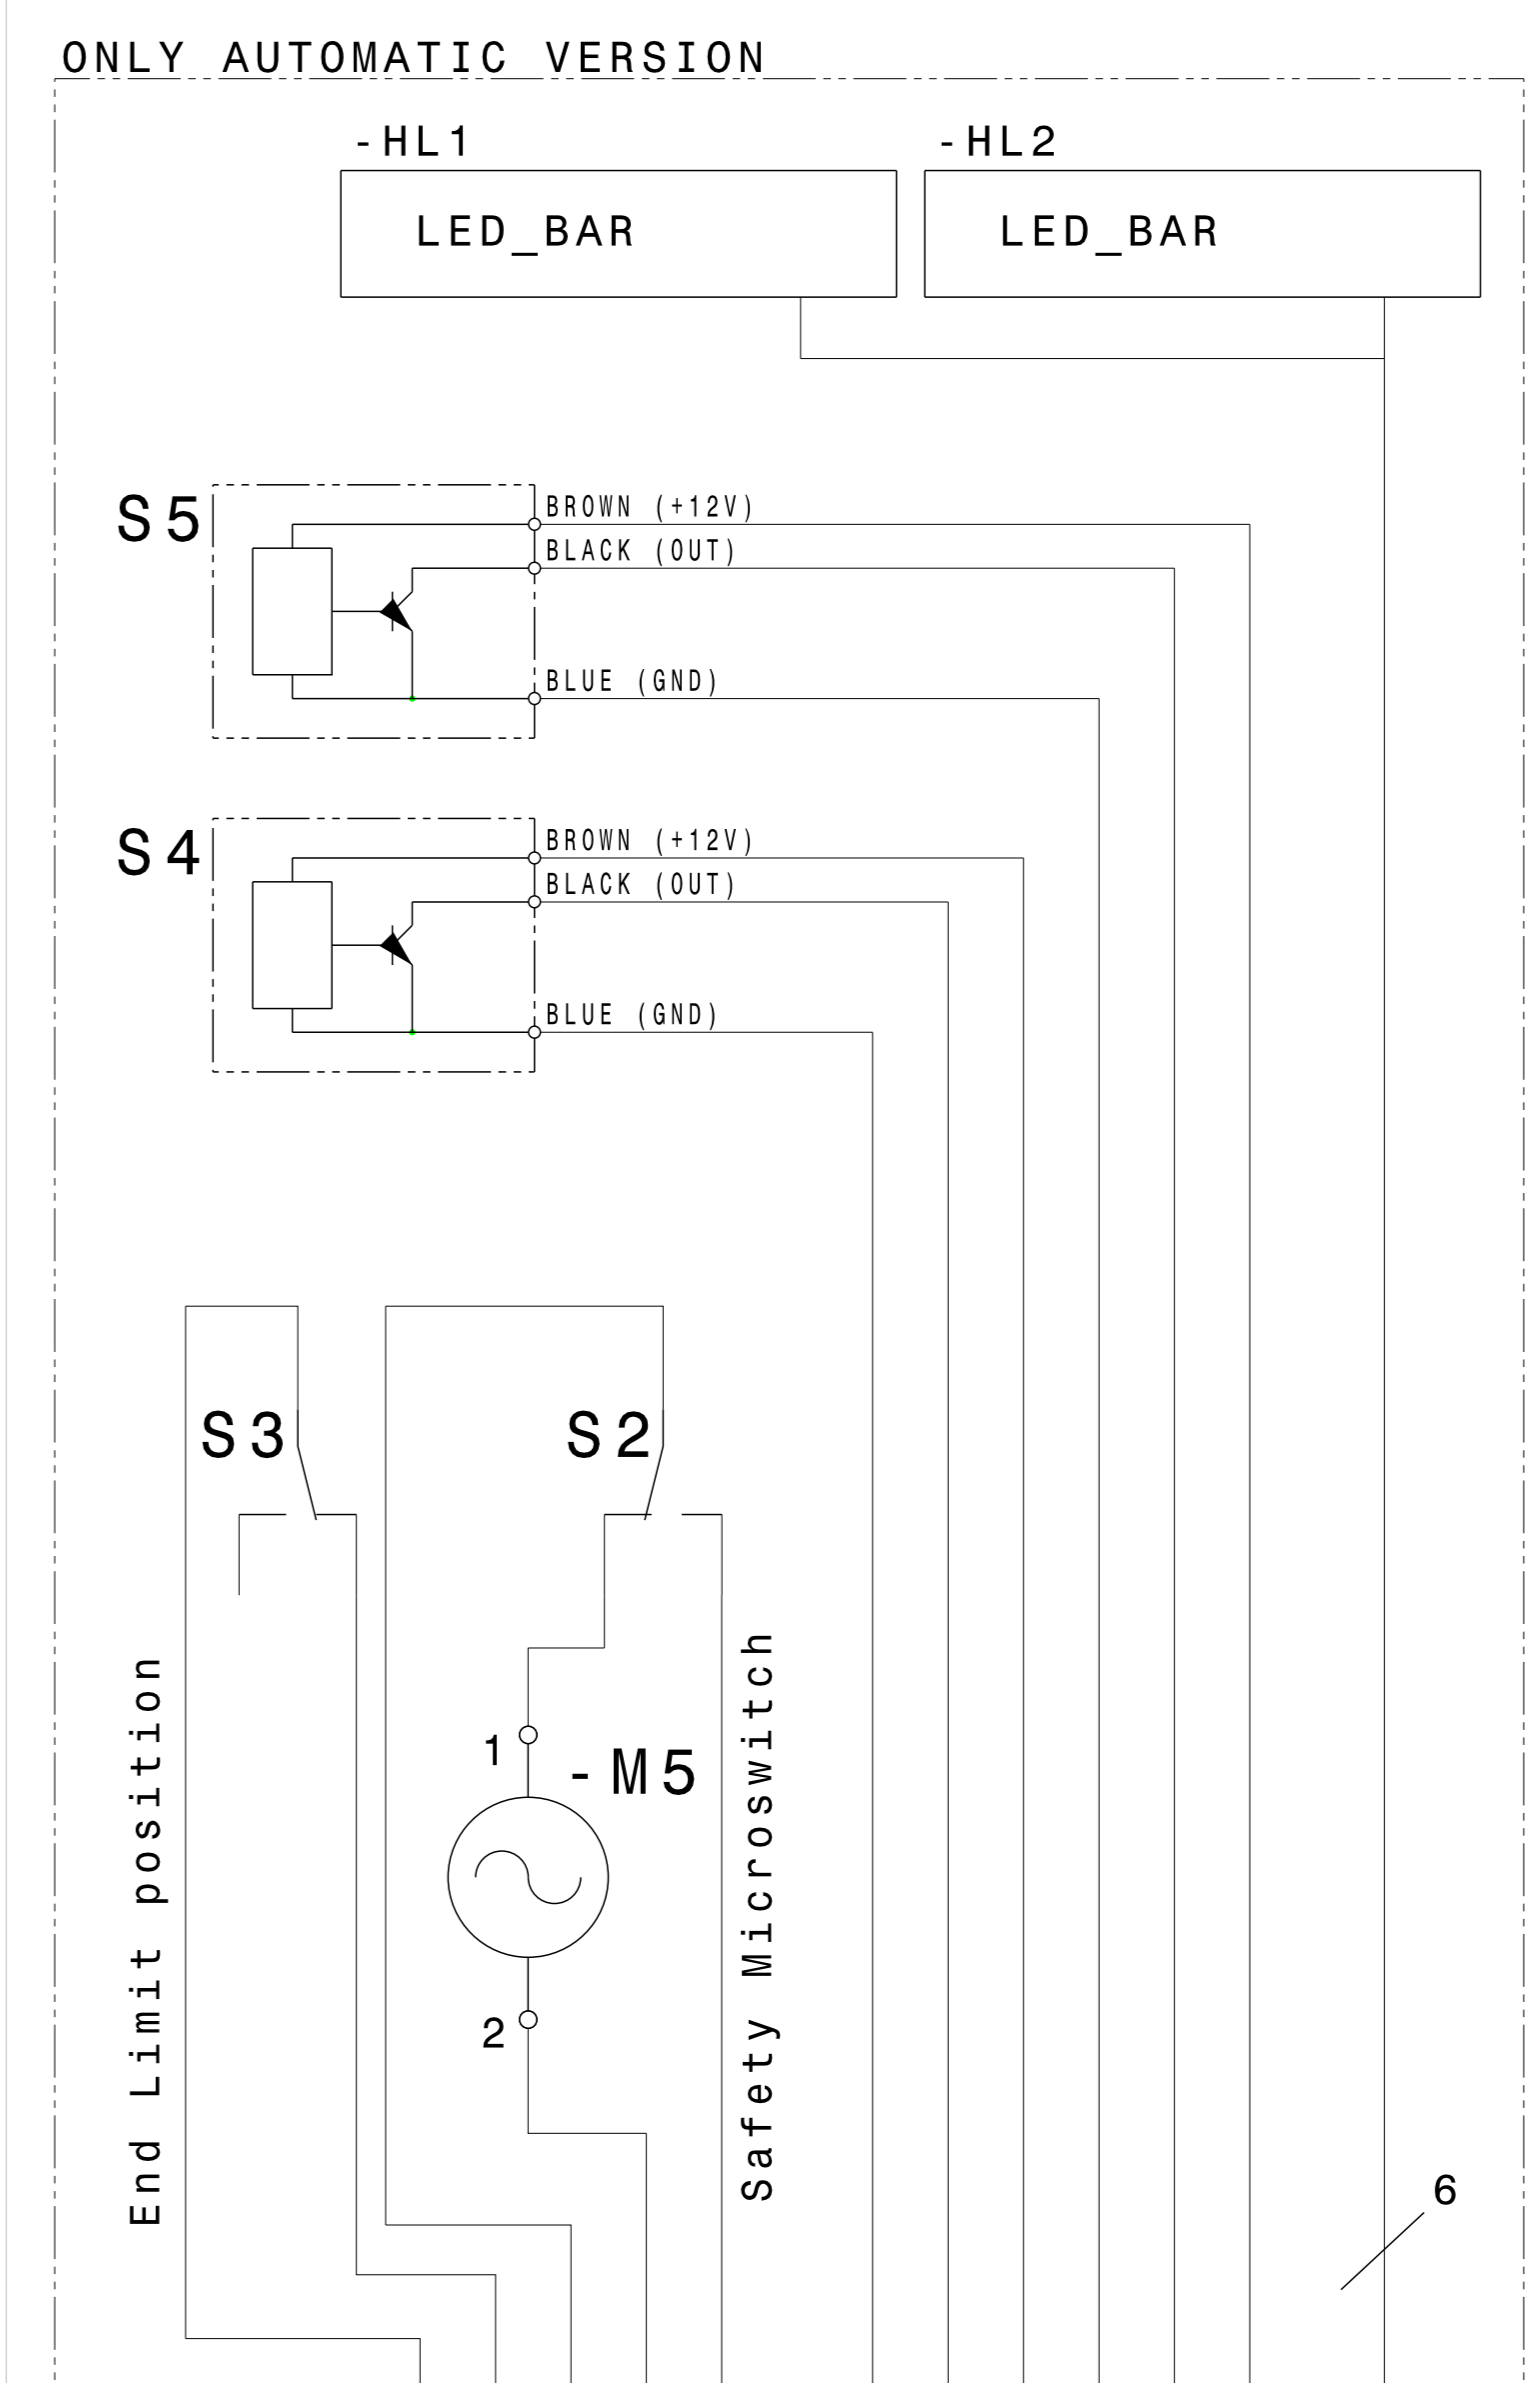 ONLY AUTOMATIC VERSION
-HL1
-HL2
LED_BAR
LED_BAR
S5
BROWN (+12V)
BLACK (OUT)
BLUE (GND)
S4
BROWN (+12V)
BLACK (OUT)
BLUE (GND)
S3
S2
End Limit position
1
-M5
2
Safety Microswitch
6